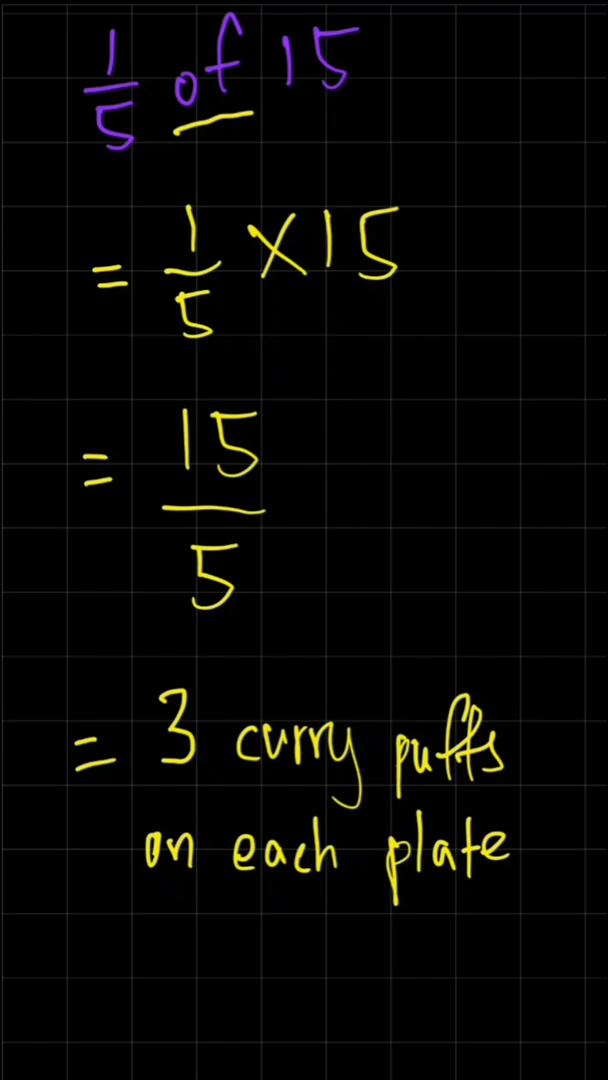 1/5 of 15
= 1/5 × 15
= 15/5
= 3 curry puffs
on each plate